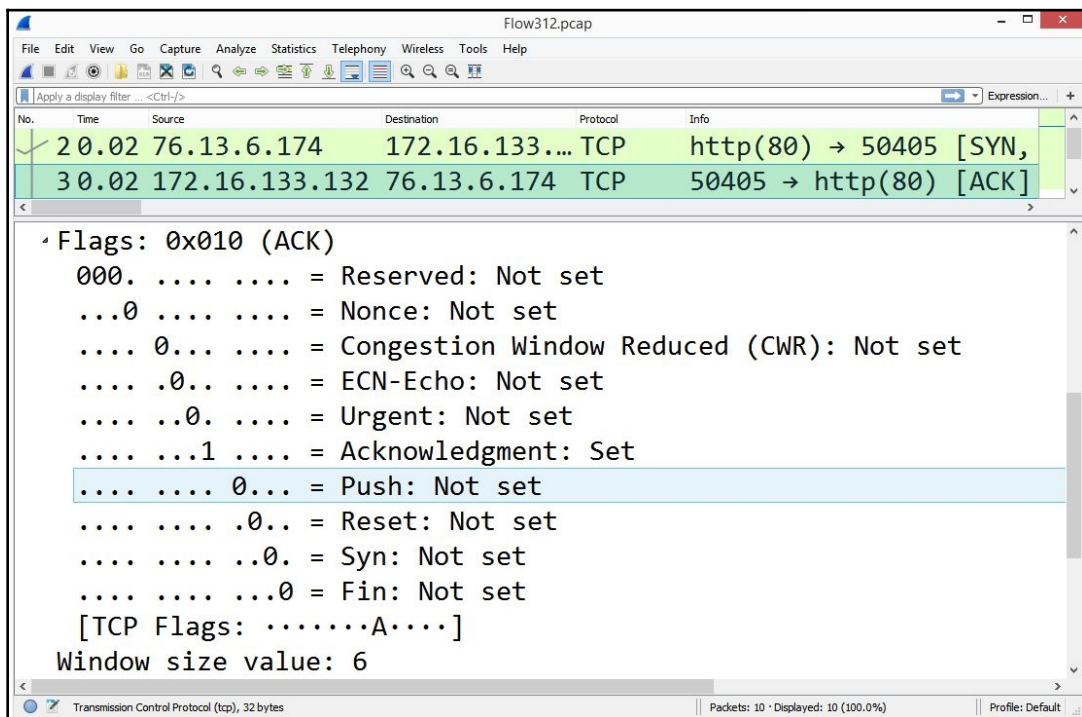 Flow312.pcap
File Edit View Go Capture Analyze Statistics Telephony Wireless Tools Help
Apply a display filter ... <Ctrl-/> Expression... +
No. Time Source Destination Protocol Info
2 0.02 76.13.6.174 172.16.133.… TCP http(80) → 50405 [SYN,
3 0.02 172.16.133.132 76.13.6.174 TCP 50405 → http(80) [ACK]
Flags: 0x010 (ACK)
000. .... .... = Reserved: Not set
...0 .... .... = Nonce: Not set
.... 0... .... = Congestion Window Reduced (CWR): Not set
.... .0.. .... = ECN-Echo: Not set
.... ..0. .... = Urgent: Not set
.... ...1 .... = Acknowledgment: Set
.... .... 0... = Push: Not set
.... .... .0.. = Reset: Not set
.... .... ..0. = Syn: Not set
.... .... ...0 = Fin: Not set
[TCP Flags: ·······A····]
Window size value: 6
Transmission Control Protocol (tcp), 32 bytes Packets: 10 · Displayed: 10 (100.0%) Profile: Default